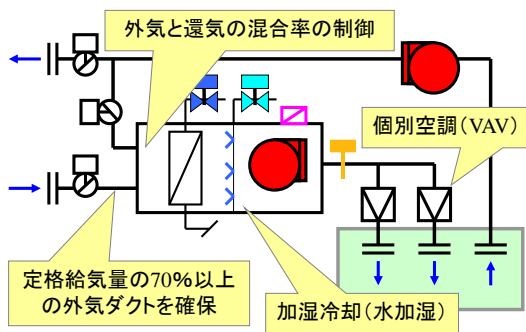 外気と還気の混合率の制御
個別空調(VAV)
定格給気量の70%以上
の外気ダクトを確保
加湿冷却(水加湿)